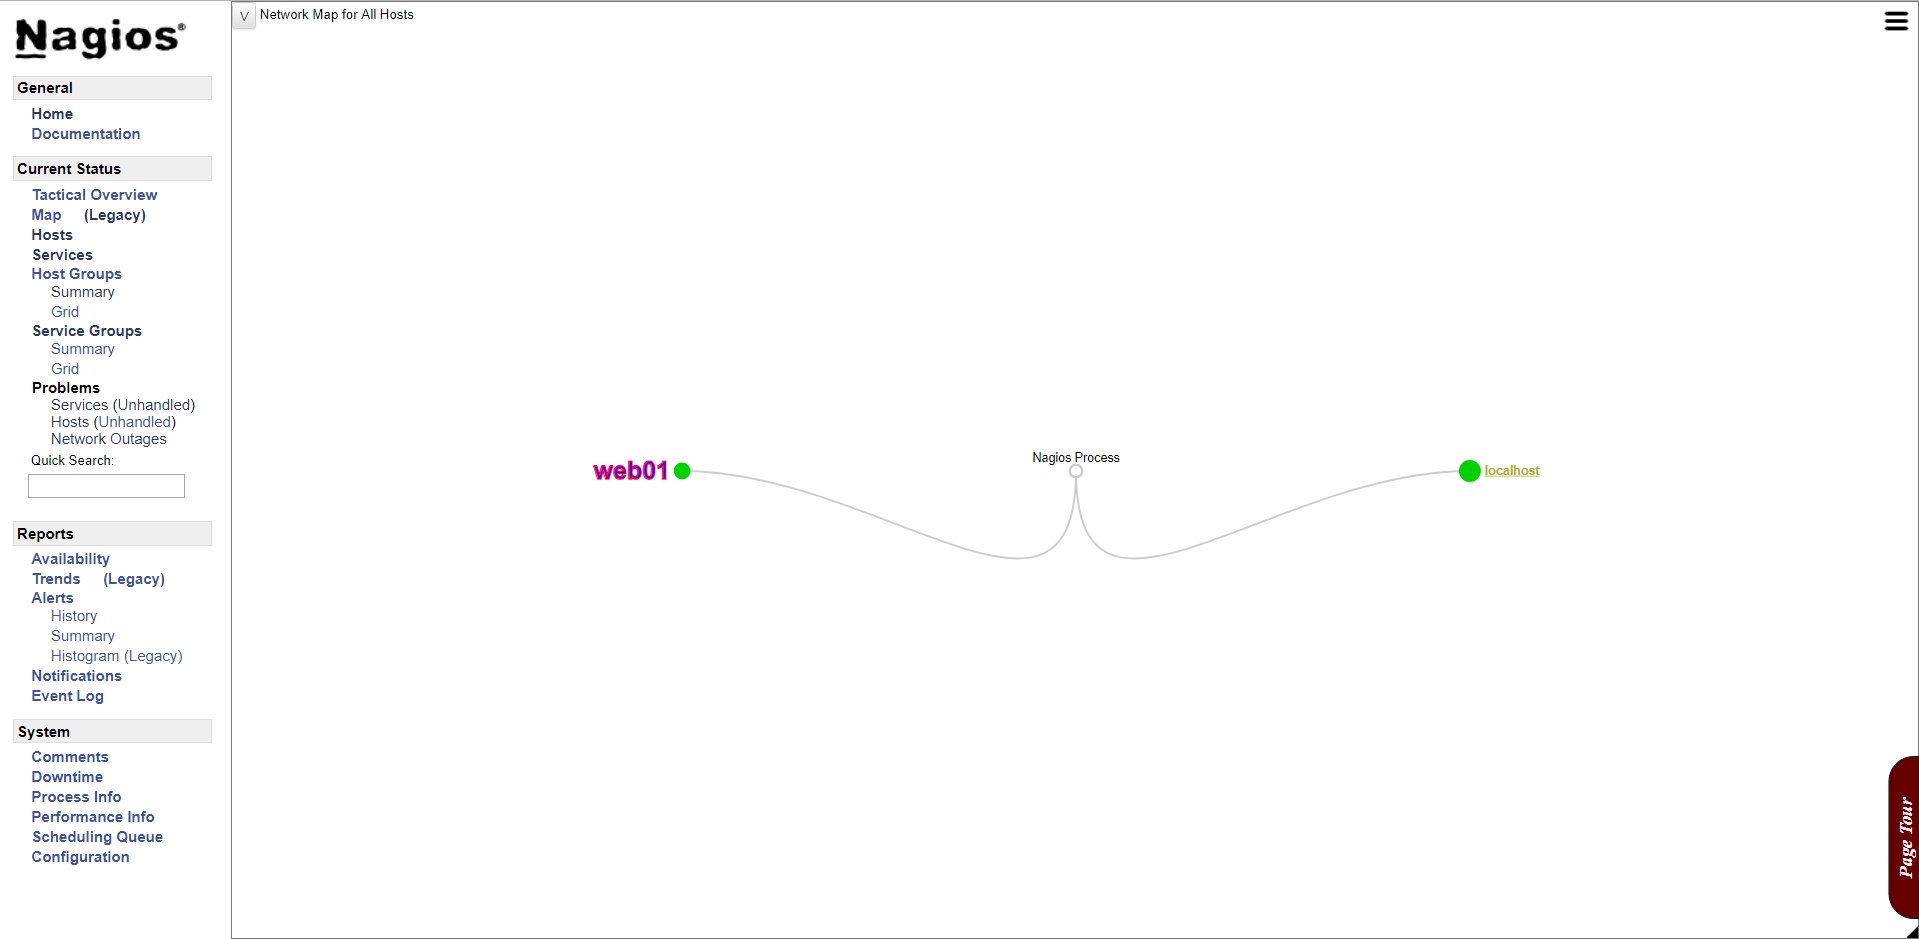 Nagios®
General
Home
Documentation
Current Status
Tactical Overview
Map (Legacy)
Hosts
Services
Host Groups
Summary
Grid
Service Groups
Summary
Grid
Problems
Services (Unhandled)
Hosts (Unhandled)
Network Outages
Quick Search:
Reports
Availability
Trends (Legacy)
Alerts
History
Summary
Histogram (Legacy)
Notifications
Event Log
System
Comments
Downtime
Process Info
Performance Info
Scheduling Queue
Configuration
V Network Map for All Hosts
Nagios Process
web01
localhost
Page Tour